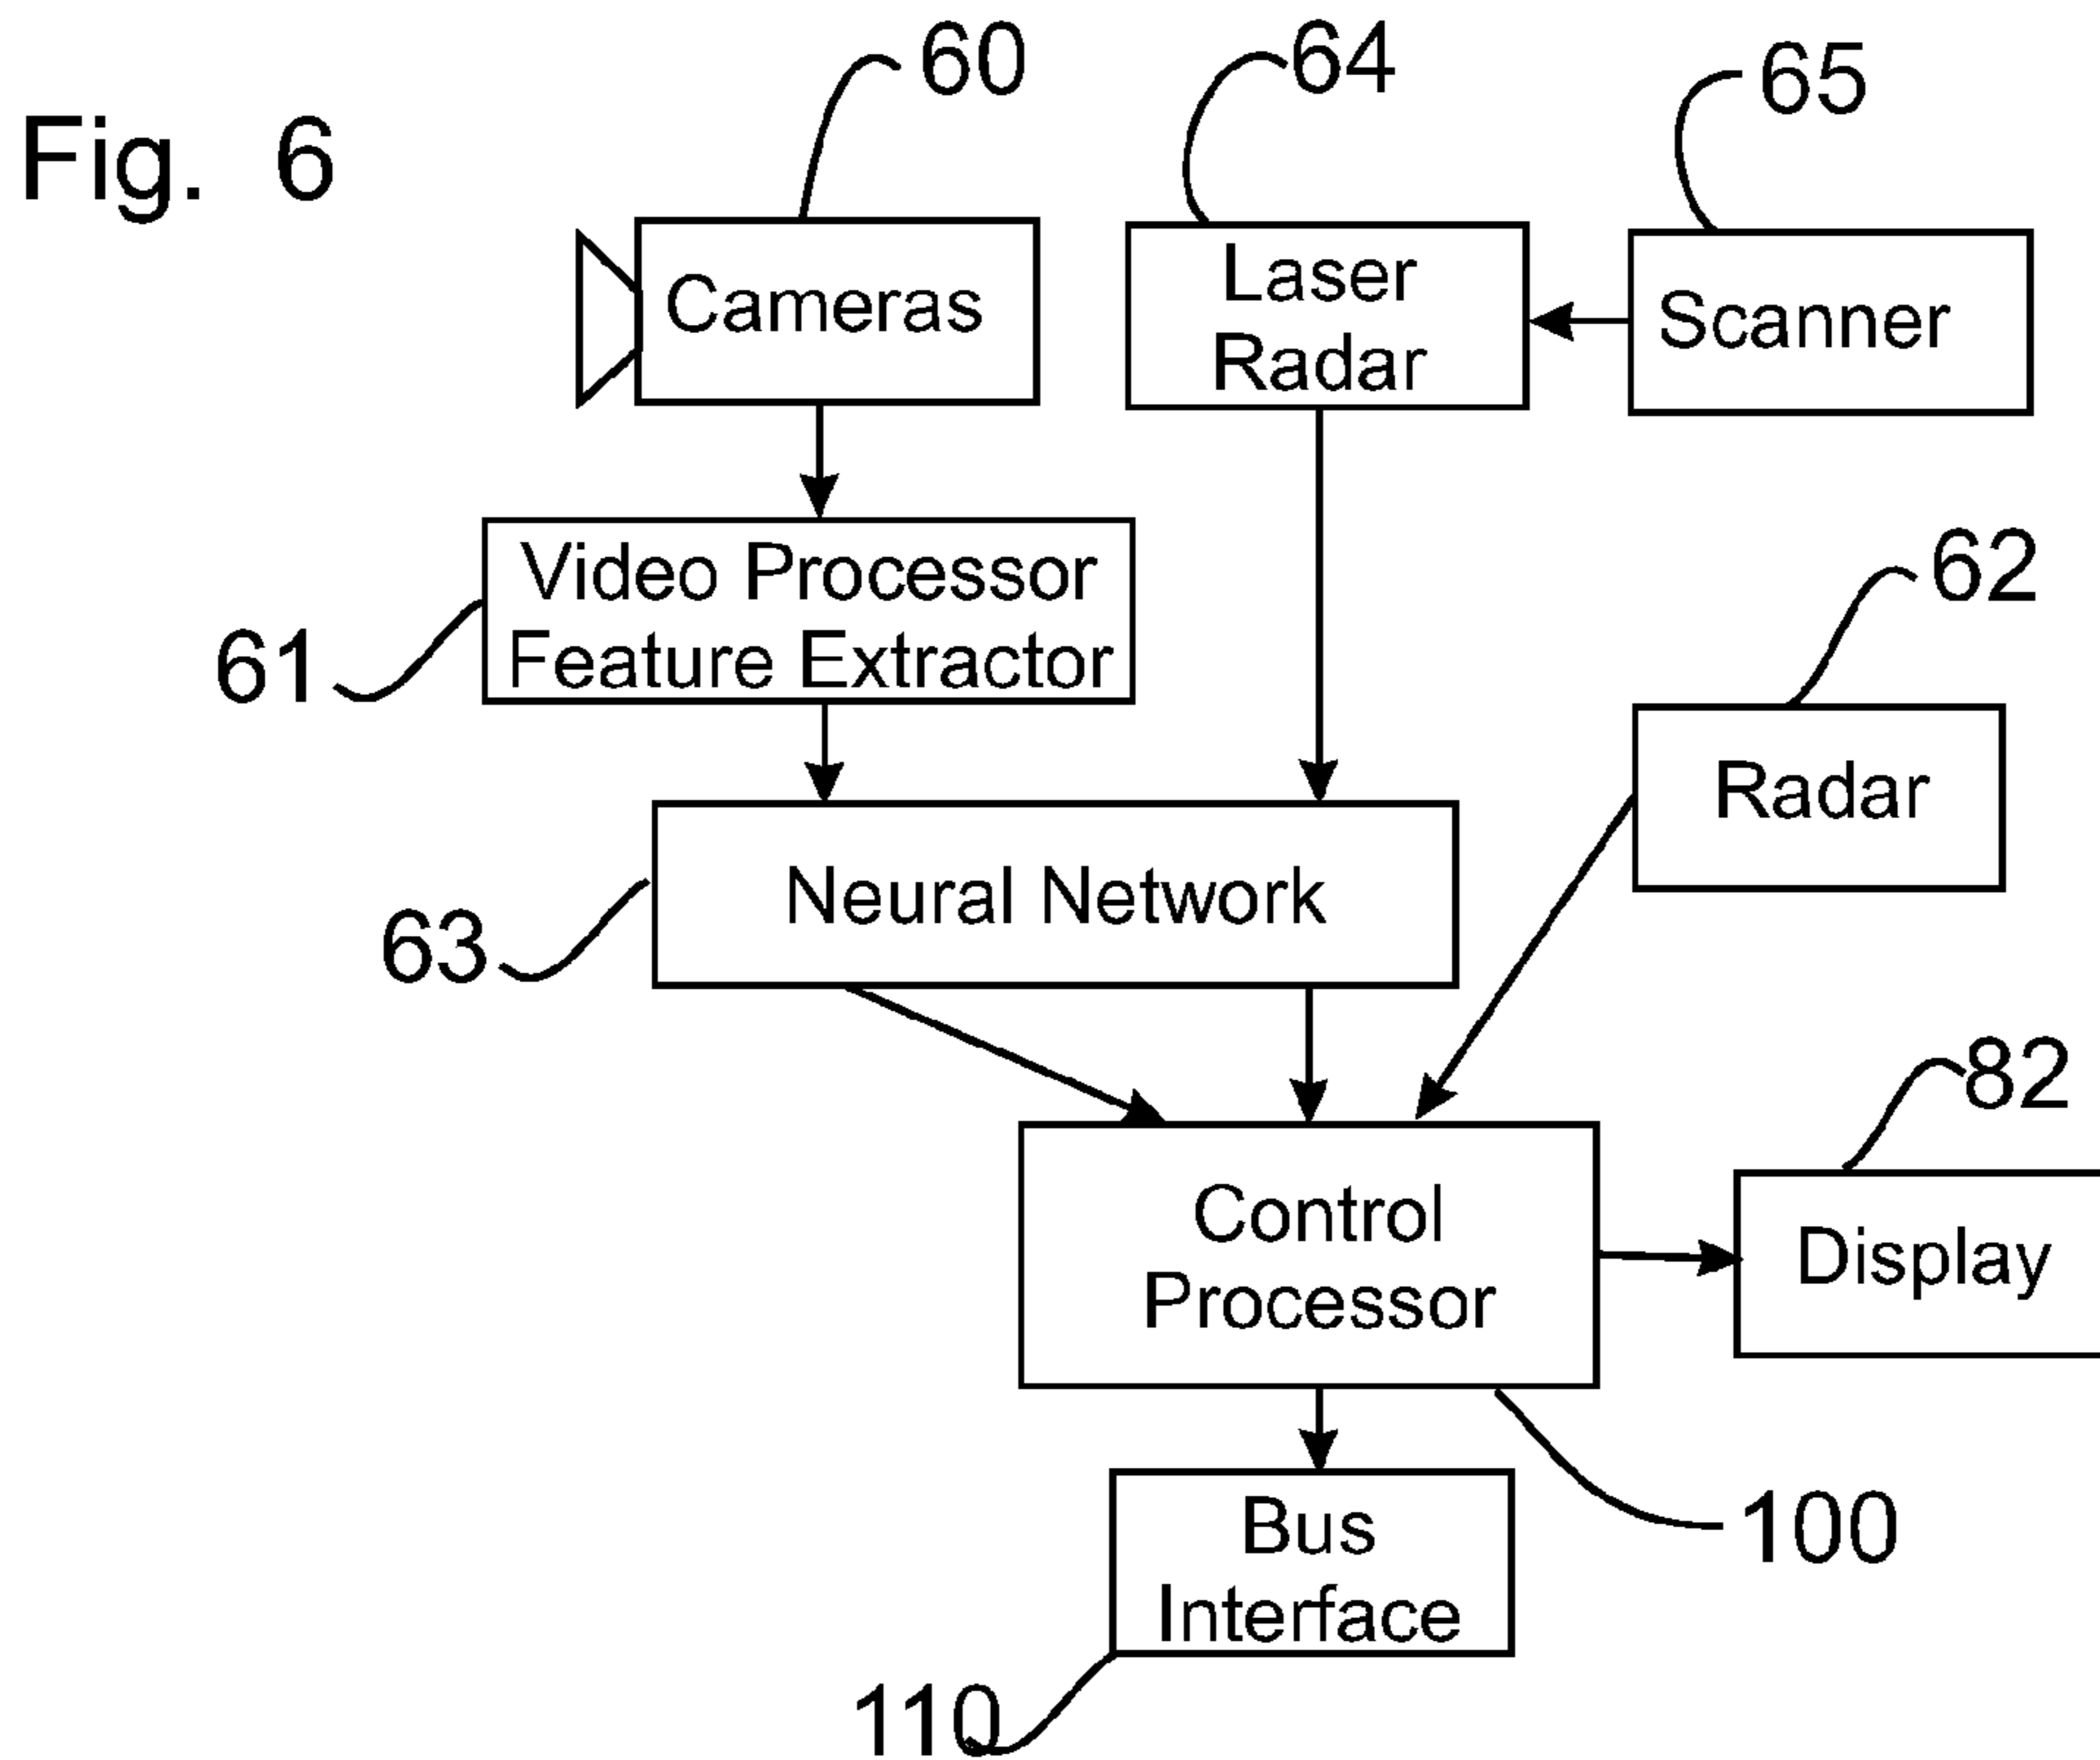 Fig. 6
60
64
65
Cameras
Laser
Radar
Scanner
Video Processor
Feature Extractor
61
62
Radar
Neural Network
63
82
Control
Processor
Display
100
Bus
Interface
110